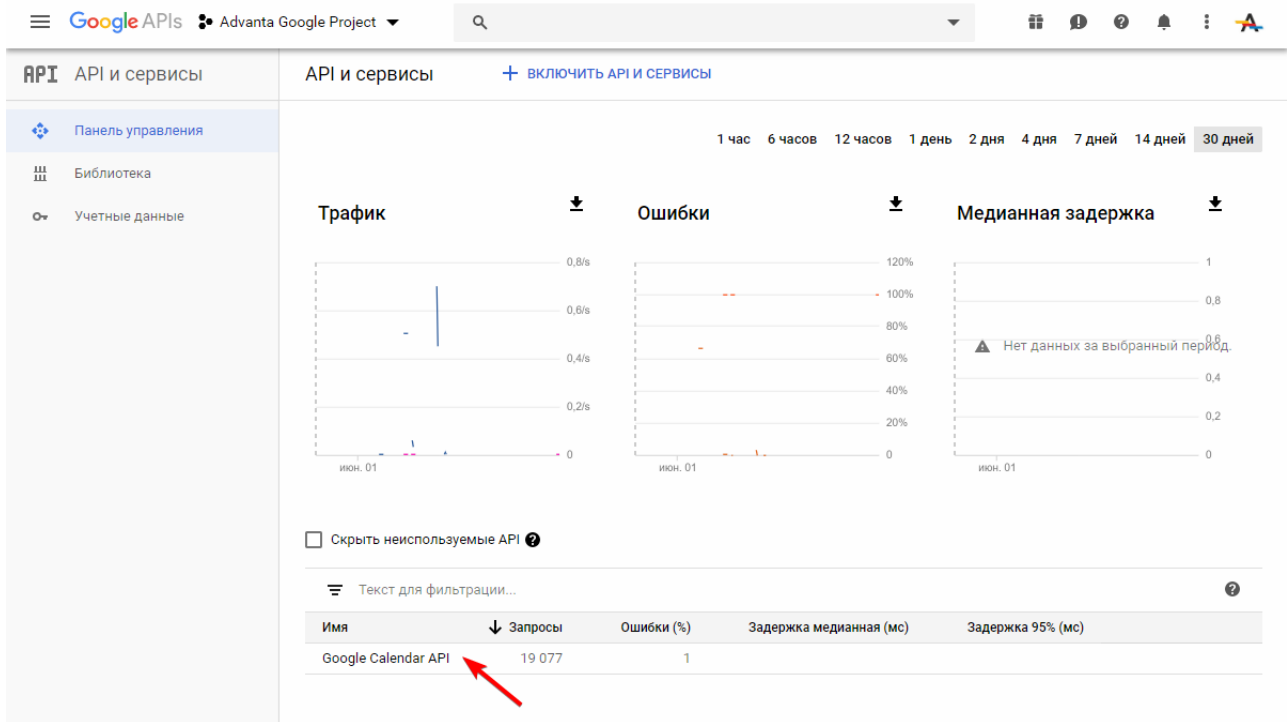 Google APIs Advanta Google Project
API API и сервисы
API и сервисы + ВКЛЮЧИТЬ API И СЕРВИСЫ
Панель управления
Библиотека
Учетные данные
1 час 6 часов 12 часов 1 день 2 дня 4 дня 7 дней 14 дней 30 дней
Трафик
0,8/s
0,6/s
0,4/s
0,2/s
0
июн. 01
Ошибки
120%
100%
80%
60%
40%
20%
0
июн. 01
Медианная задержка
1
0,8
0,6
Нет данных за выбранный период.
0,4
0,2
0
июн. 01
Скрыть неиспользуемые API
Текст для фильтрации...
Имя Запросы Ошибки (%) Задержка медианная (мс) Задержка 95% (мс)
Google Calendar API 19 077 1